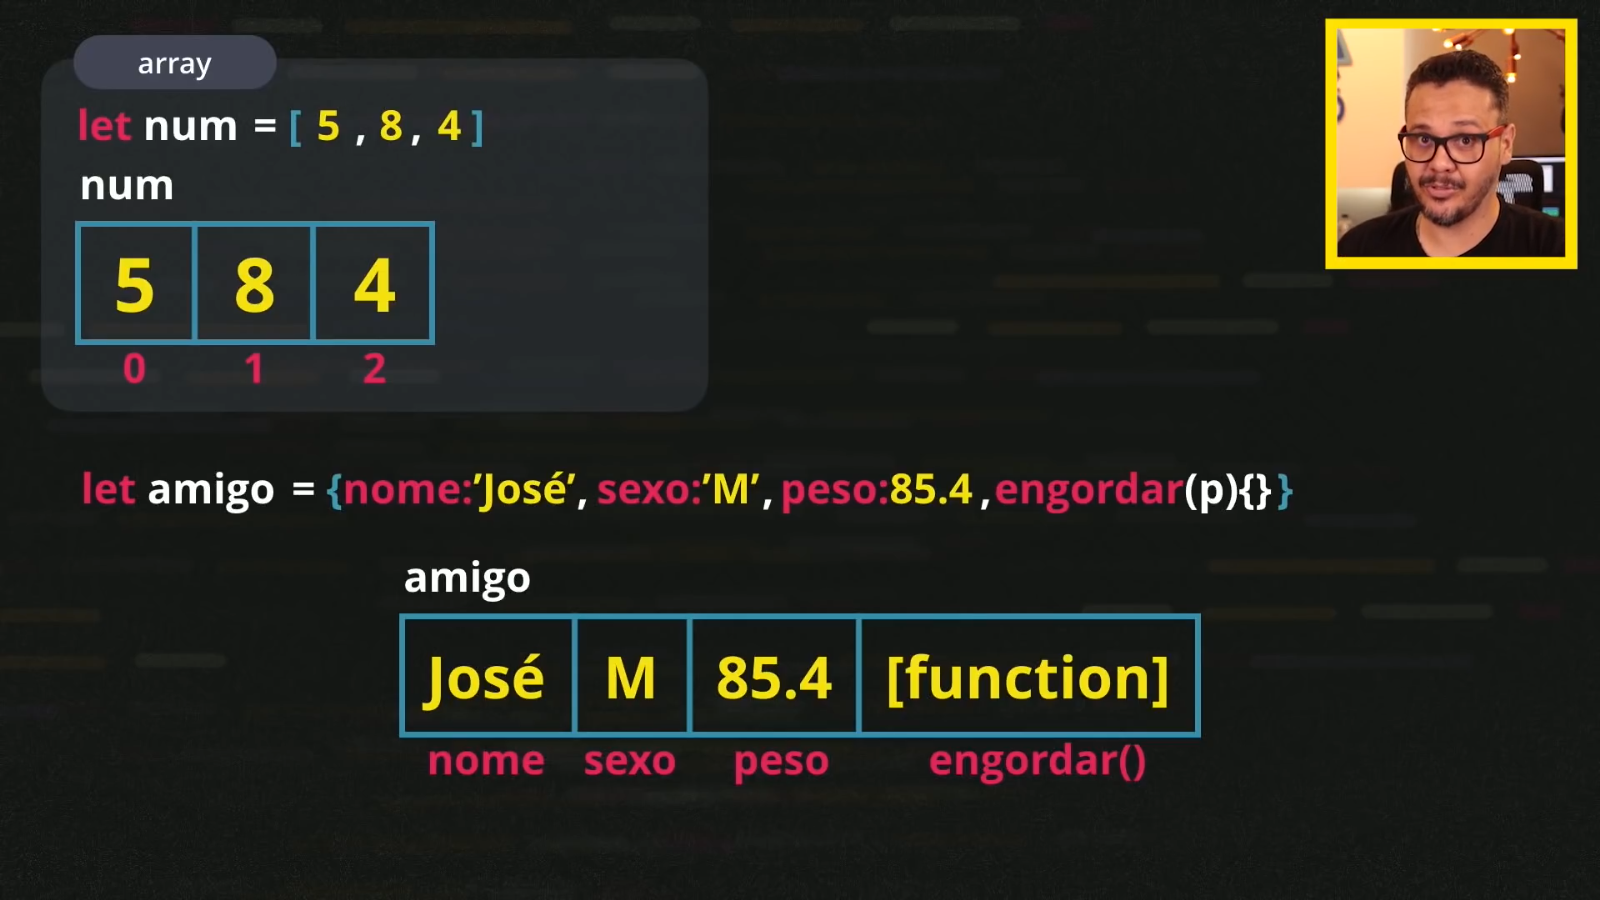 array
let num = [ 5 , 8 , 4 ]
num
5 8 4
0 1 2
let amigo = {nome:’José’, sexo:’M’, peso:85.4 ,engordar(p){} }
amigo
José M 85.4 [function]
nome sexo peso engordar()